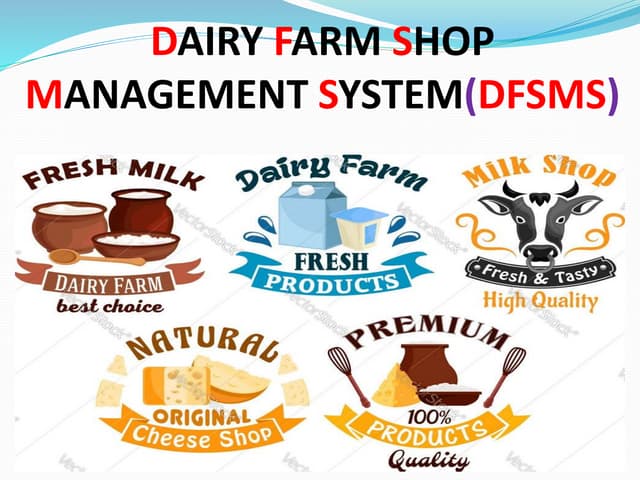 DAIRY FARM SHOP
MANAGEMENT SYSTEM(DFSMS)
FRESH MILK
DAIRY FARM
best choice
Dairy Farm
FRESH
PRODUCTS
Milk Shop
Fresh & Tasty
High Quality
NATURAL
ORIGINAL
Cheese Shop
PREMIUM
100%
PRODUCTS
Quality
VectorStock®